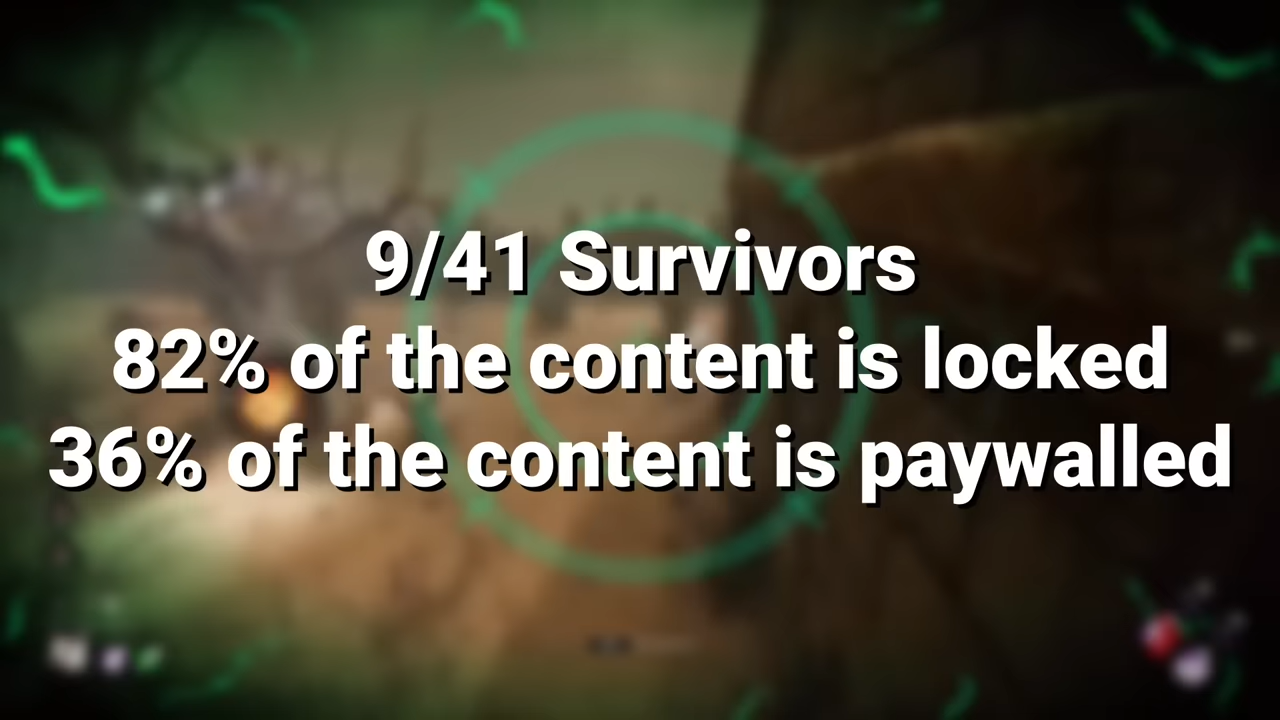 9/41 Survivors
82% of the content is locked
36% of the content is paywalled